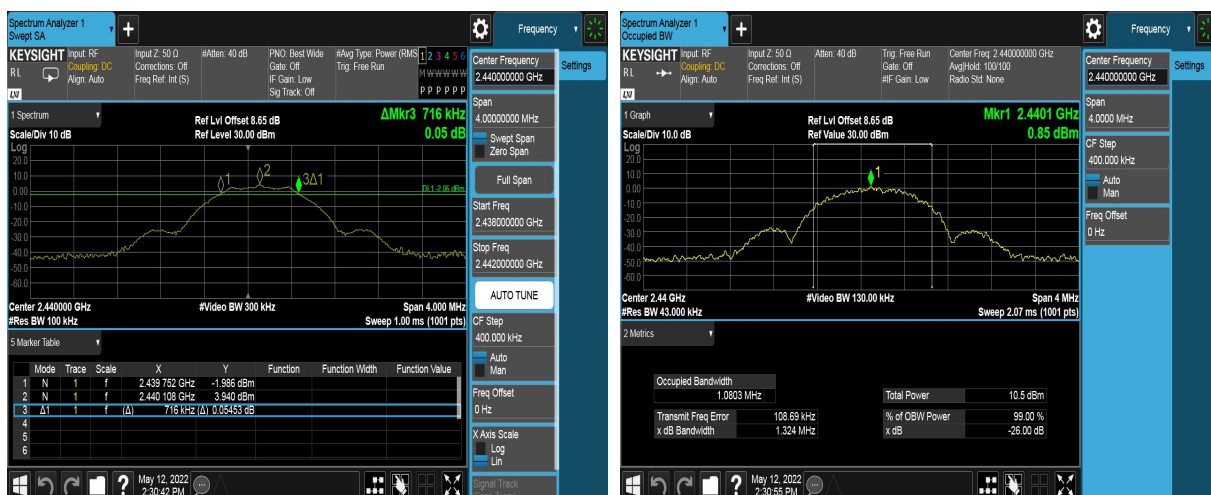 Spectrum Analyzer 1
Swept SA
+
Frequency
KEYSIGHT
RL
LXI
Input: RF
Coupling: DC
Align: Auto
Input Z: 50 Ω
Corrections: Off
Freq Ref: Int (S)
#Atten: 40 dB
PNO: Best Wide
Gate: Off
IF Gain: Low
Sig Track: Off
#Avg Type: Power (RMS
Trig: Free Run
1 2 3 4 5 6
M W W W W W
P P P P P P
1 Spectrum
Scale/Div 10 dB
Log
Ref Lvl Offset 8.65 dB
Ref Level 30.00 dBm
ΔMkr3 716 kHz
0.05 dB
20.0
10.0
0.00
-10.0
-20.0
-30.0
-40.0
-50.0
-60.0
1
2
3Δ1
DL1 -2.06 dBm
Center 2.440000 GHz
#Res BW 100 kHz
#Video BW 300 kHz
Span 4.000 MHz
Sweep 1.00 ms (1001 pts)
5 Marker Table
Mode Trace Scale X Y Function Function Width Function Value
1 N 1 f 2.439 752 GHz -1.986 dBm
2 N 1 f 2.440 108 GHz 3.940 dBm
3 Δ1 1 f (Δ) 716 kHz (Δ) 0.05453 dB
4
5
6
May 12, 2022
2:30:42 PM
Center Frequency
2.440000000 GHz
Span
4.00000000 MHz
Swept Span
Zero Span
Full Span
Start Freq
2.438000000 GHz
Stop Freq
2.442000000 GHz
AUTO TUNE
CF Step
400.000 kHz
Auto
Man
Freq Offset
0 Hz
X Axis Scale
Log
Lin
Signal Track
Settings
Spectrum Analyzer 1
Occupied BW
+
Frequency
KEYSIGHT
RL
LXI
Input: RF
Coupling: DC
Align: Auto
Input Z: 50 Ω
Corrections: Off
Freq Ref: Int (S)
Atten: 40 dB
Trig: Free Run
Gate: Off
#IF Gain: Low
Center Freq: 2.440000000 GHz
Avg|Hold: 100/100
Radio Std: None
1 Graph
Scale/Div 10.0 dB
Log
Ref Lvl Offset 8.65 dB
Ref Value 30.00 dBm
Mkr1 2.4401 GHz
0.85 dBm
20.0
10.0
0.00
-10.0
-20.0
-30.0
-40.0
-50.0
-60.0
1
Center 2.44 GHz
#Res BW 43.000 kHz
#Video BW 130.00 kHz
Span 4 MHz
Sweep 2.07 ms (1001 pts)
2 Metrics
Occupied Bandwidth
1.0803 MHz
Total Power 10.5 dBm
Transmit Freq Error 108.69 kHz
% of OBW Power 99.00 %
x dB Bandwidth 1.324 MHz
x dB -26.00 dB
May 12, 2022
2:30:55 PM
Center Frequency
2.440000000 GHz
Span
4.0000 MHz
CF Step
400.000 kHz
Auto
Man
Freq Offset
0 Hz
Settings